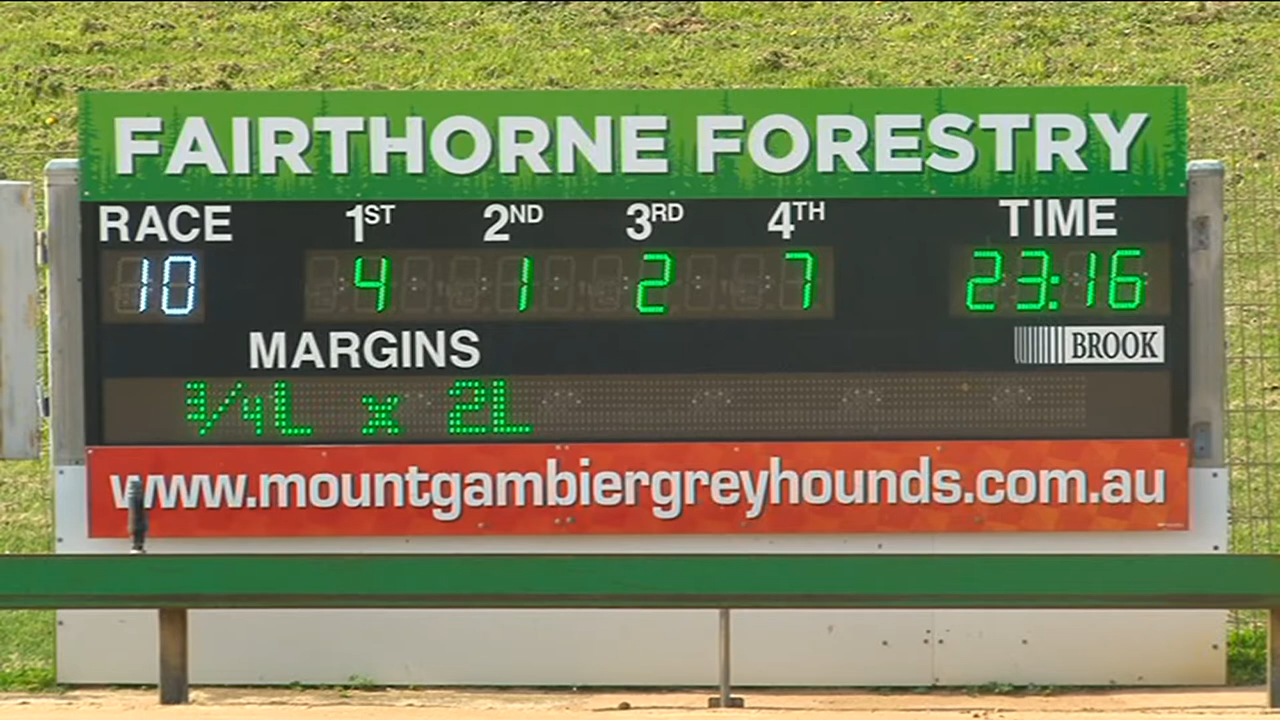 FAIRTHORNE FORESTRY
RACE 1ST 2ND 3RD 4TH TIME
10 4 1 2 7 23:16
MARGINS BROOK
3/4L x 2L
www.mountgambiergreyhounds.com.au